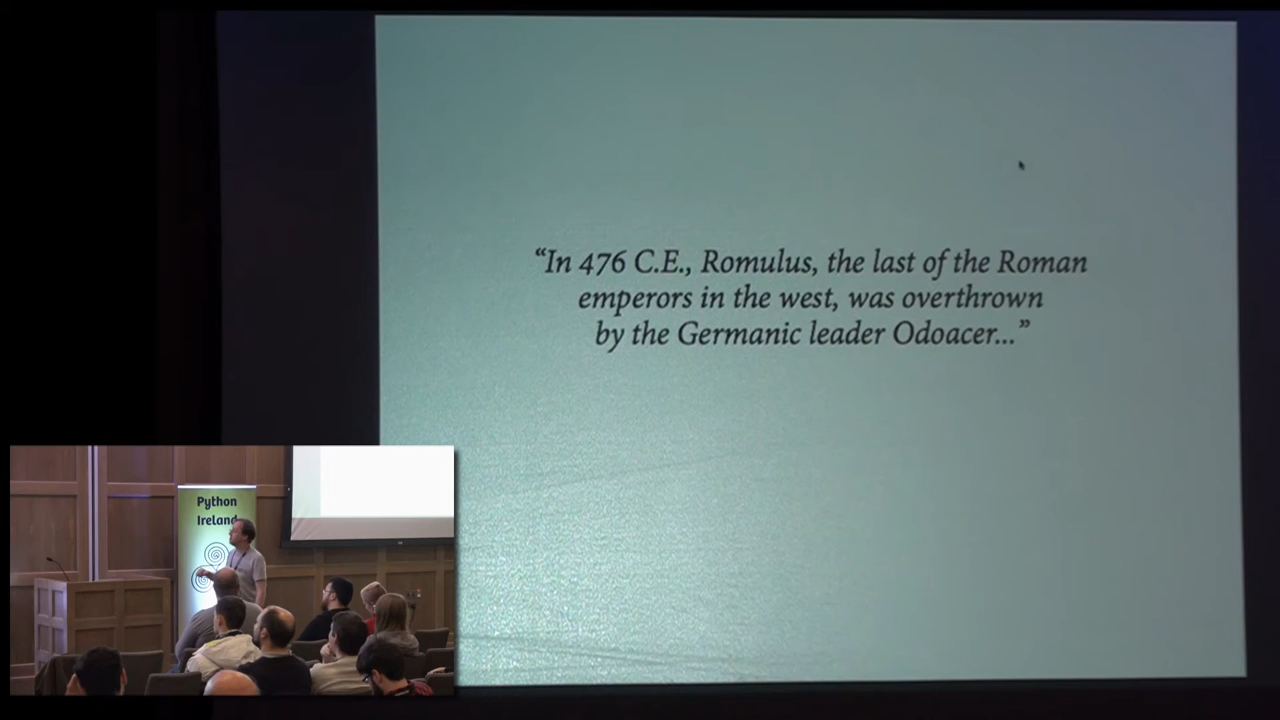 “In 476 C.E., Romulus, the last of the Roman
emperors in the west, was overthrown
by the Germanic leader Odoacer...”
Python
Ireland